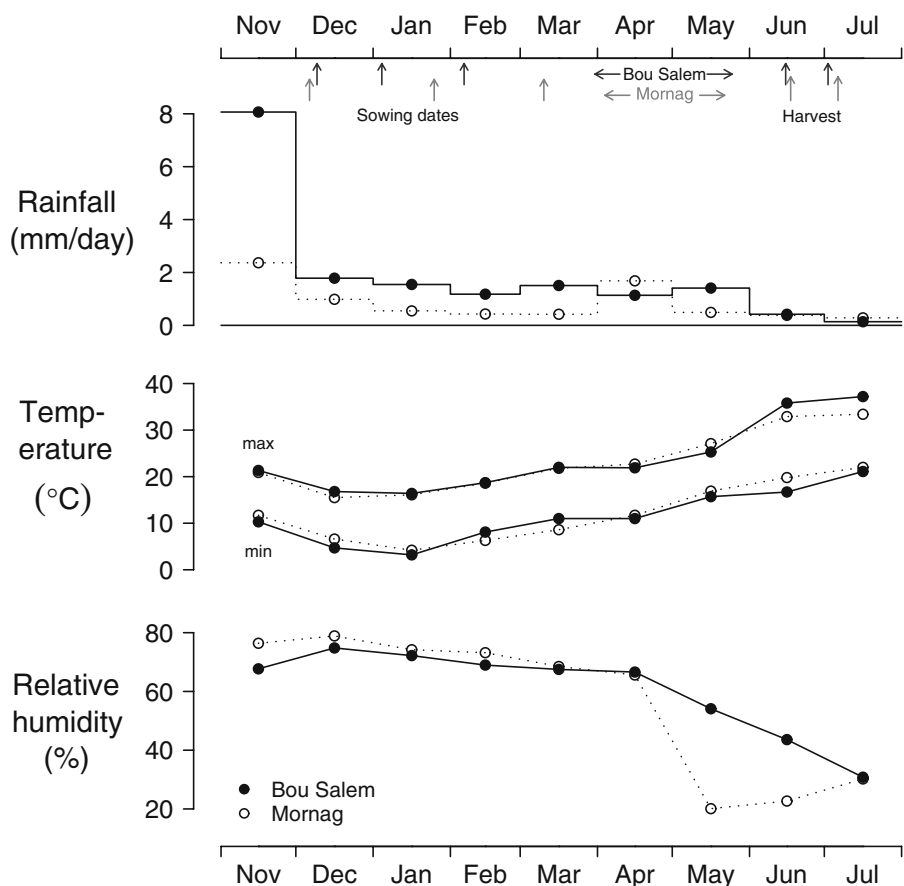 Nov Dec Jan Feb Mar Apr May Jun Jul
Bou Salem
Mornag
Sowing dates
Harvest
Rainfall
(mm/day)
8
6
4
2
0
Temp-
erature
(°C)
40
30
20
10
0
max
min
Relative
humidity
(%)
80
60
40
20
Bou Salem
Mornag
Nov Dec Jan Feb Mar Apr May Jun Jul